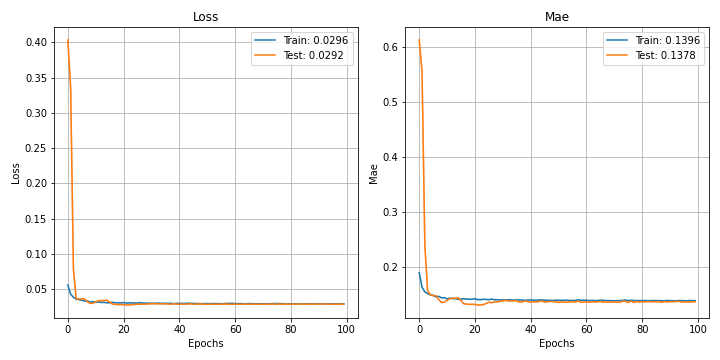 Loss
Train: 0.0296
Test: 0.0292
0.40
0.35
0.30
0.25
0.20
0.15
0.10
0.05
Loss
0 20 40 60 80 100
Epochs
Mae
Train: 0.1396
Test: 0.1378
0.6
0.5
0.4
0.3
0.2
Mae
0 20 40 60 80 100
Epochs